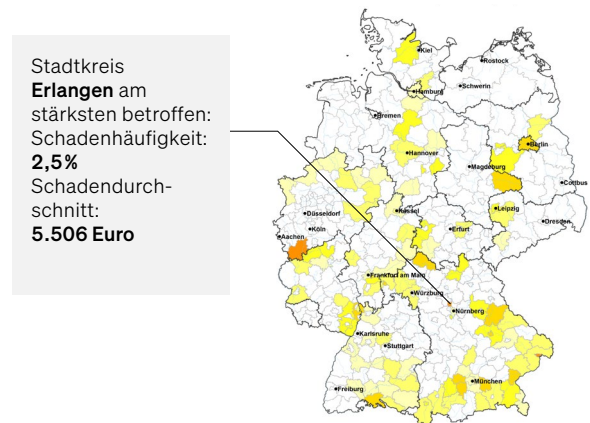 Stadtkreis
Erlangen am
stärksten betroffen:
Schadenhäufigkeit:
2,5%
Schadendurch-
schnitt:
5.506 Euro
Kiel
Rostock
Hamburg
Schwerin
Bremen
Berlin
Hannover
Magdeburg
Cottbus
Düsseldorf
Kassel
Leipzig
Köln
Erfurt
Dresden
Aachen
Frankfurt am Main
Würzburg
Nürnberg
Karlsruhe
Stuttgart
Freiburg
München